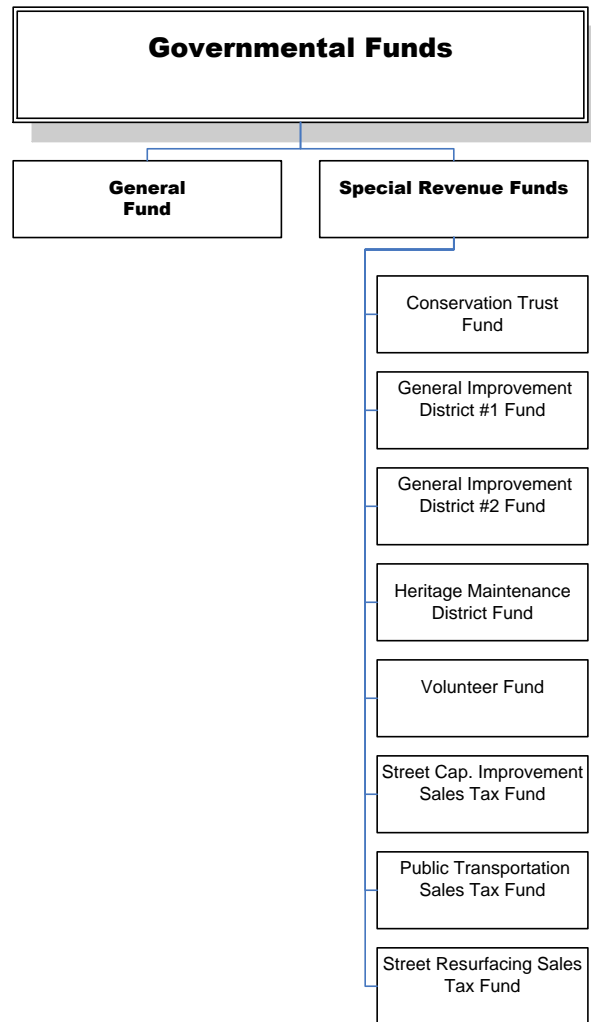 Governmental Funds
General
Fund
Special Revenue Funds
Conservation Trust
Fund
General Improvement
District #1 Fund
General Improvement
District #2 Fund
Heritage Maintenance
District Fund
Volunteer Fund
Street Cap. Improvement
Sales Tax Fund
Public Transportation
Sales Tax Fund
Street Resurfacing Sales
Tax Fund